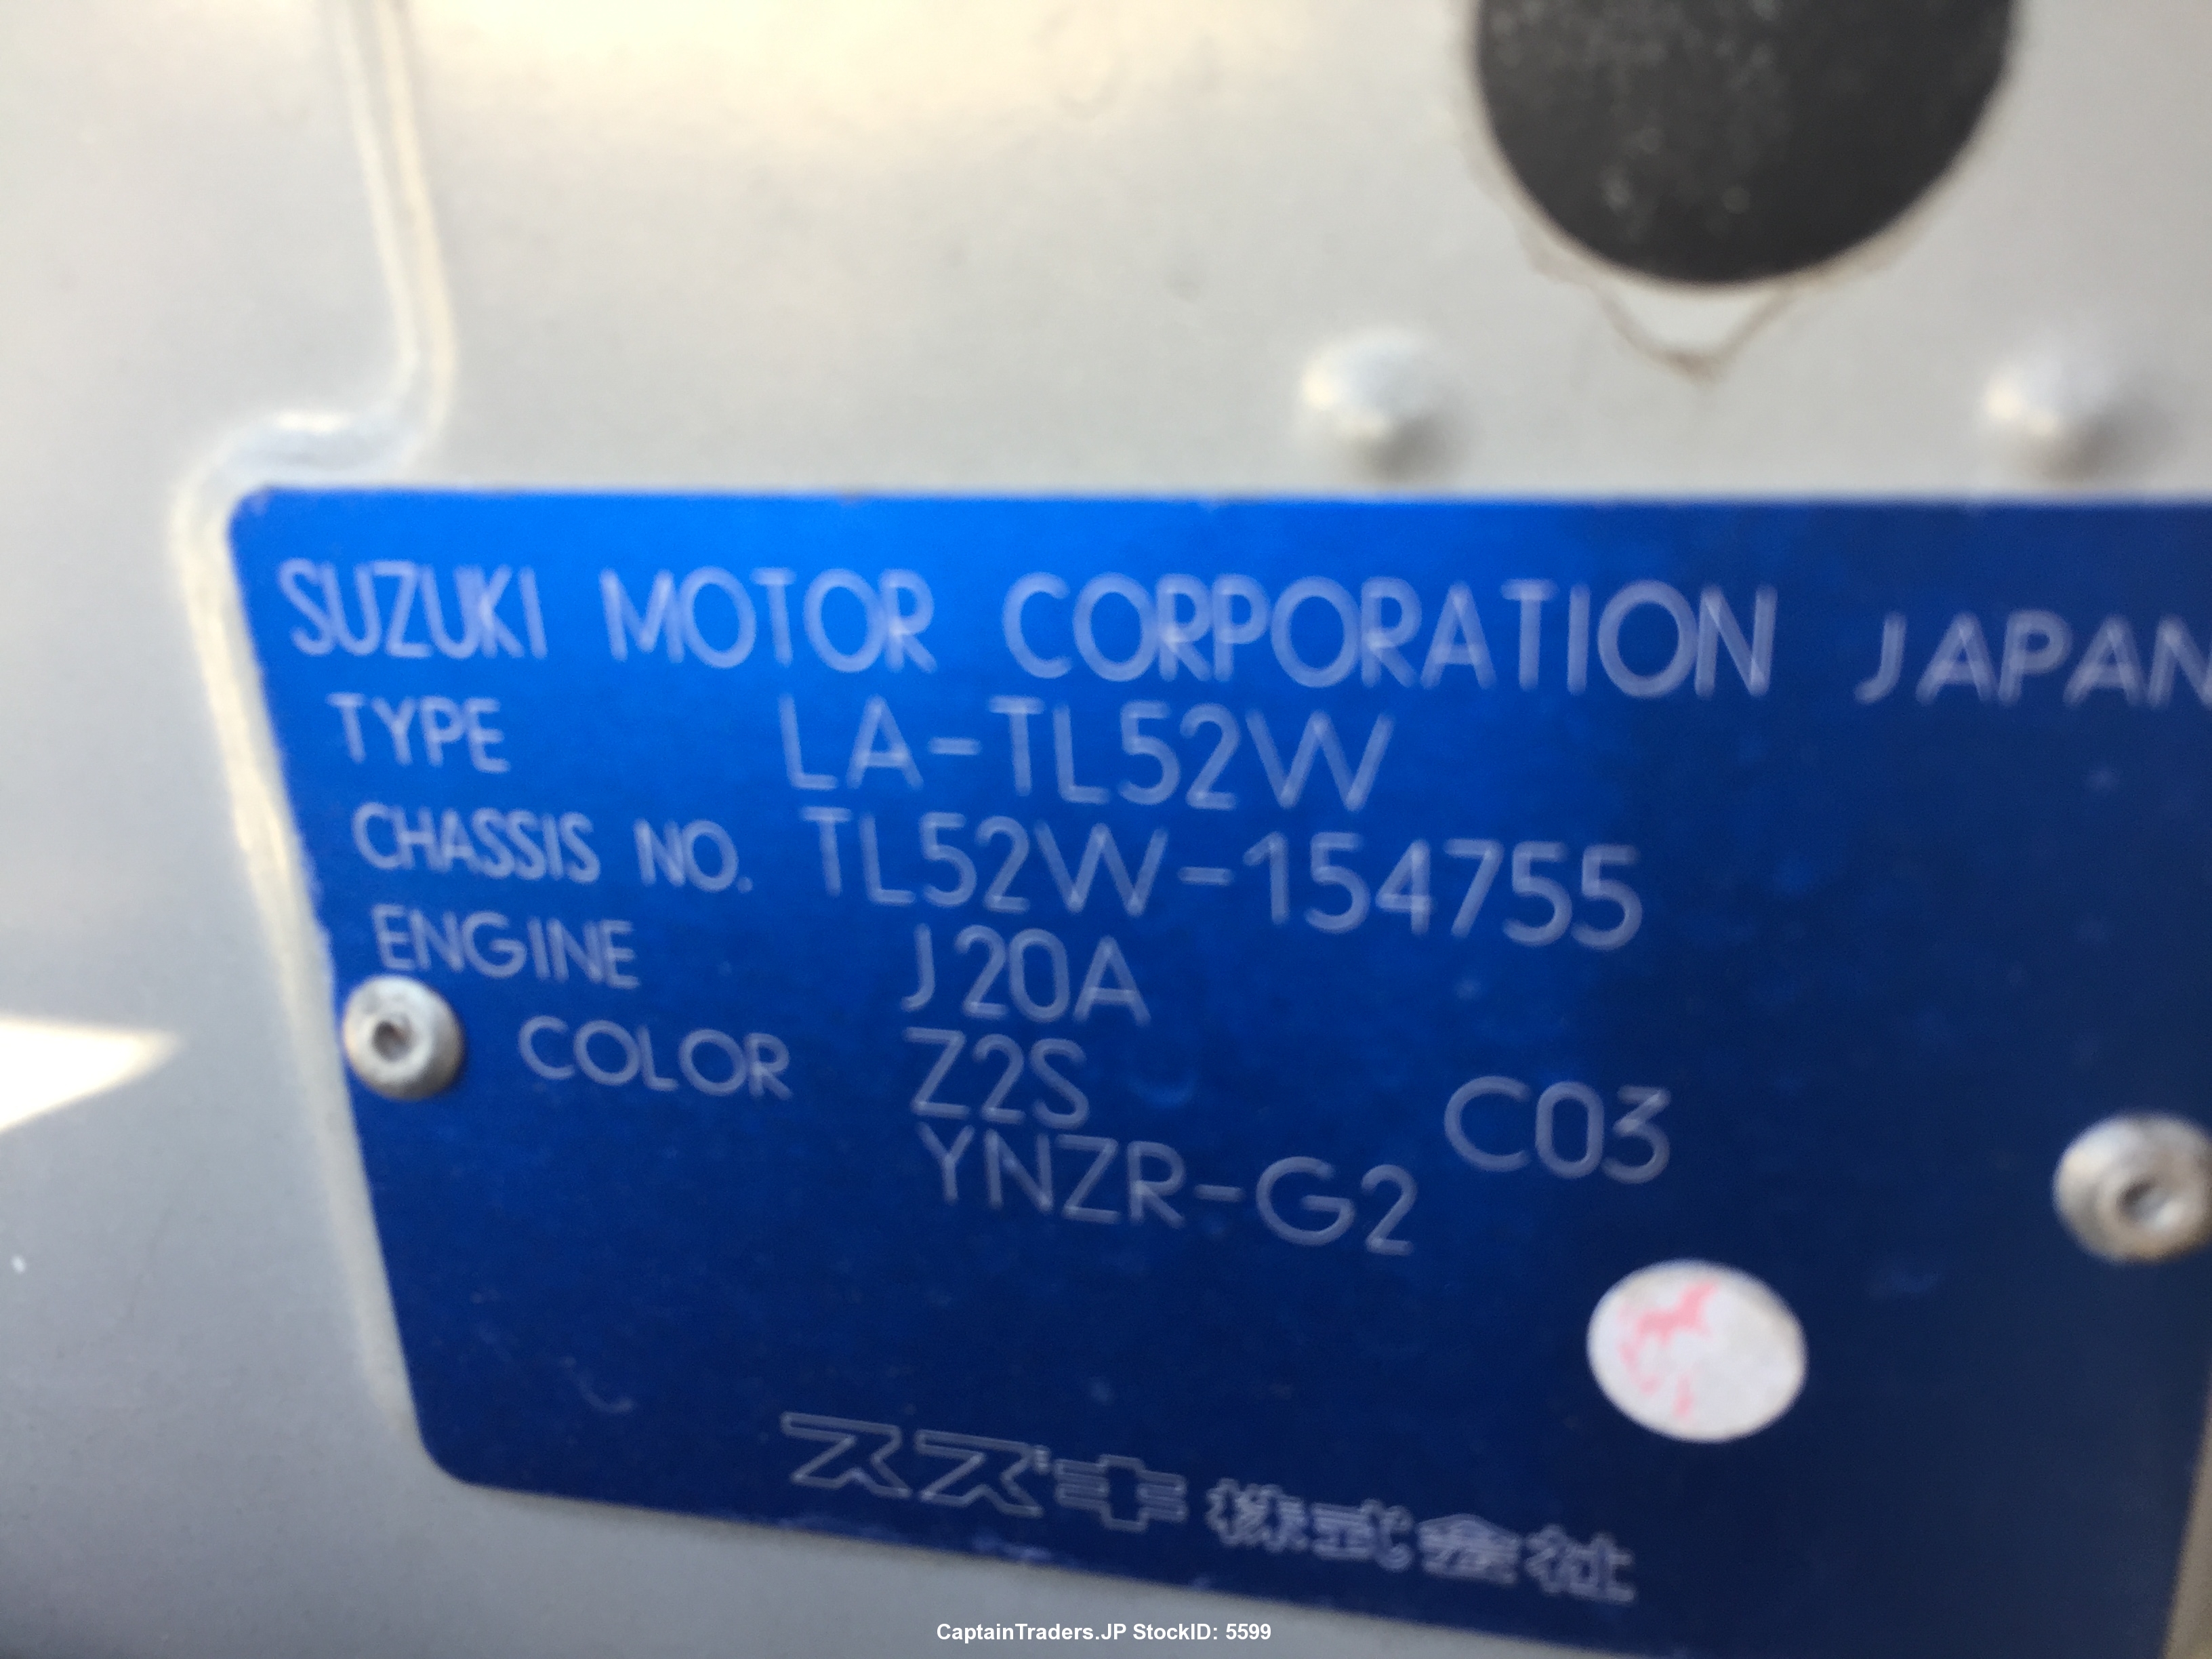 SUZUKI MOTOR CORPORATION JAPAN
TYPE LA-TL52W
CHASSIS NO. TL52W-154755
ENGINE J20A
COLOR Z2S C03
YNZR-G2
スズキ株式会社
CaptainTraders.JP StockID: 5599